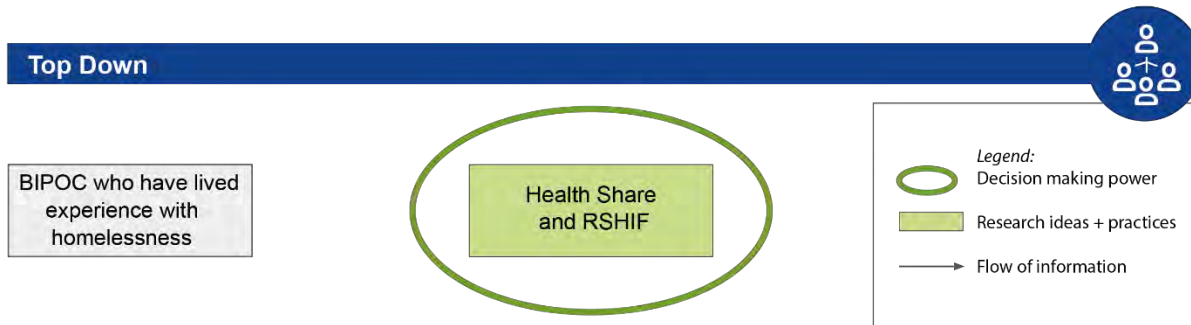 Top Down
BIPOC who have lived
experience with
homelessness
Health Share
and RSHIF
Legend:
Decision making power
Research ideas + practices
Flow of information